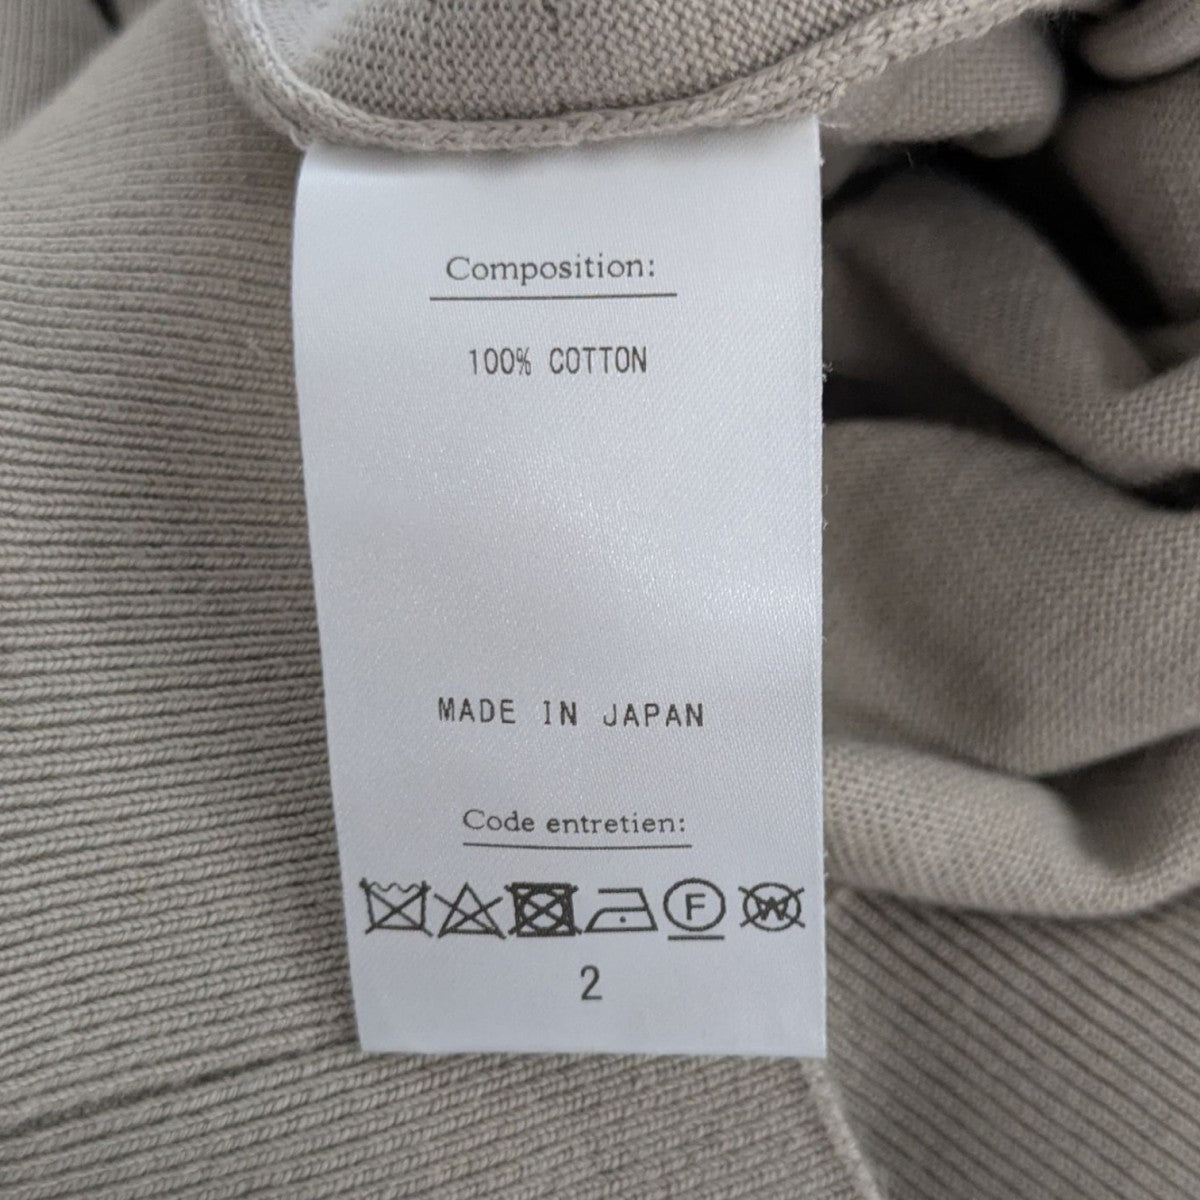 Composition:
100% COTTON
MADE IN JAPAN
Code entretien:
F W
2